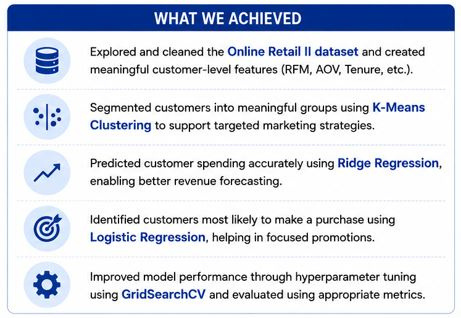 WHAT WE ACHIEVED
Explored and cleaned the Online Retail II dataset and created
meaningful customer-level features (RFM, AOV, Tenure, etc.).
Segmented customers into meaningful groups using K-Means
Clustering to support targeted marketing strategies.
Predicted customer spending accurately using Ridge Regression,
enabling better revenue forecasting.
Identified customers most likely to make a purchase using
Logistic Regression, helping in focused promotions.
Improved model performance through hyperparameter tuning
using GridSearchCV and evaluated using appropriate metrics.